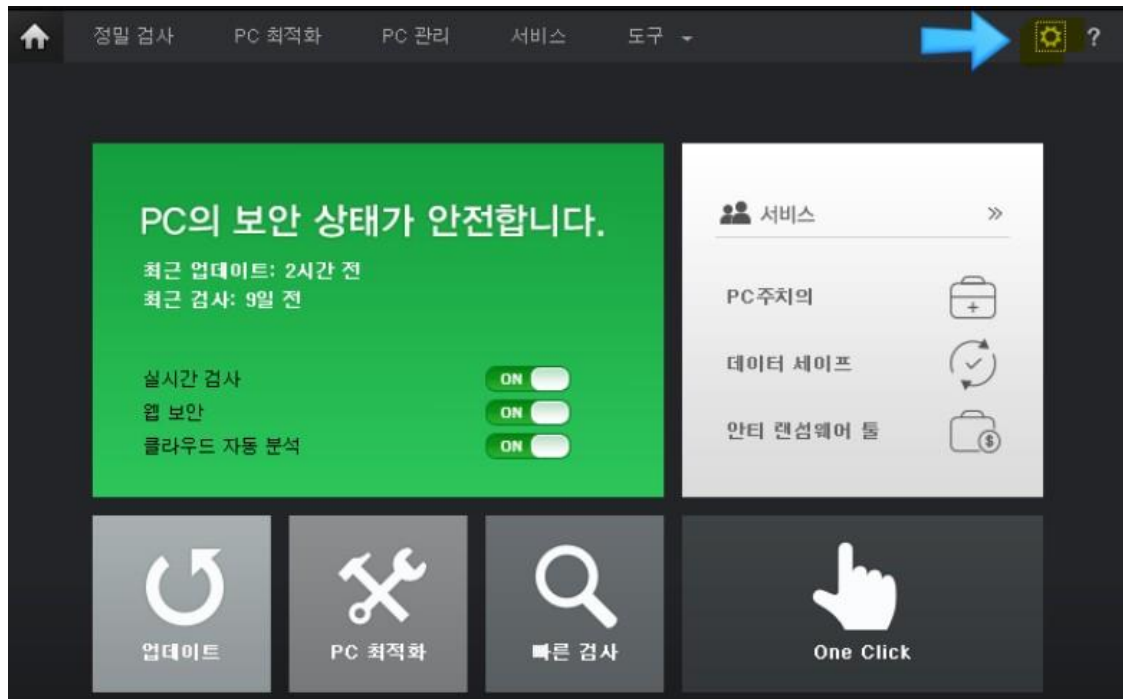 정밀 검사 PC 최적화 PC 관리 서비스 도구 ?
PC의 보안 상태가 안전합니다.
최근 업데이트: 2시간 전
최근 검사: 9일 전
실시간 검사 ON
웹 보안 ON
클라우드 자동 분석 ON
서비스 »
PC주치의
데이터 세이프
안티 랜섬웨어 툴
업데이트
PC 최적화
빠른 검사
One Click